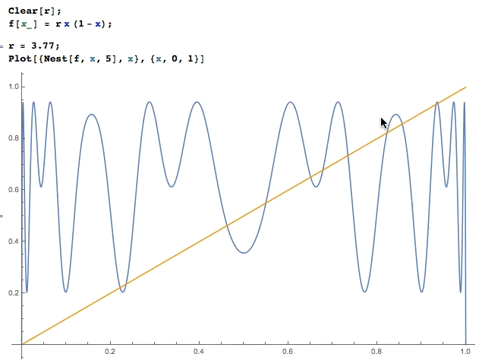 Clear[r];
f[x_] = r x (1 - x);
r = 3.77;
Plot[{Nest[f, x, 5], x}, {x, 0, 1}]
1.0
0.8
0.6
0.4
0.2
0.2 0.4 0.6 0.8 1.0